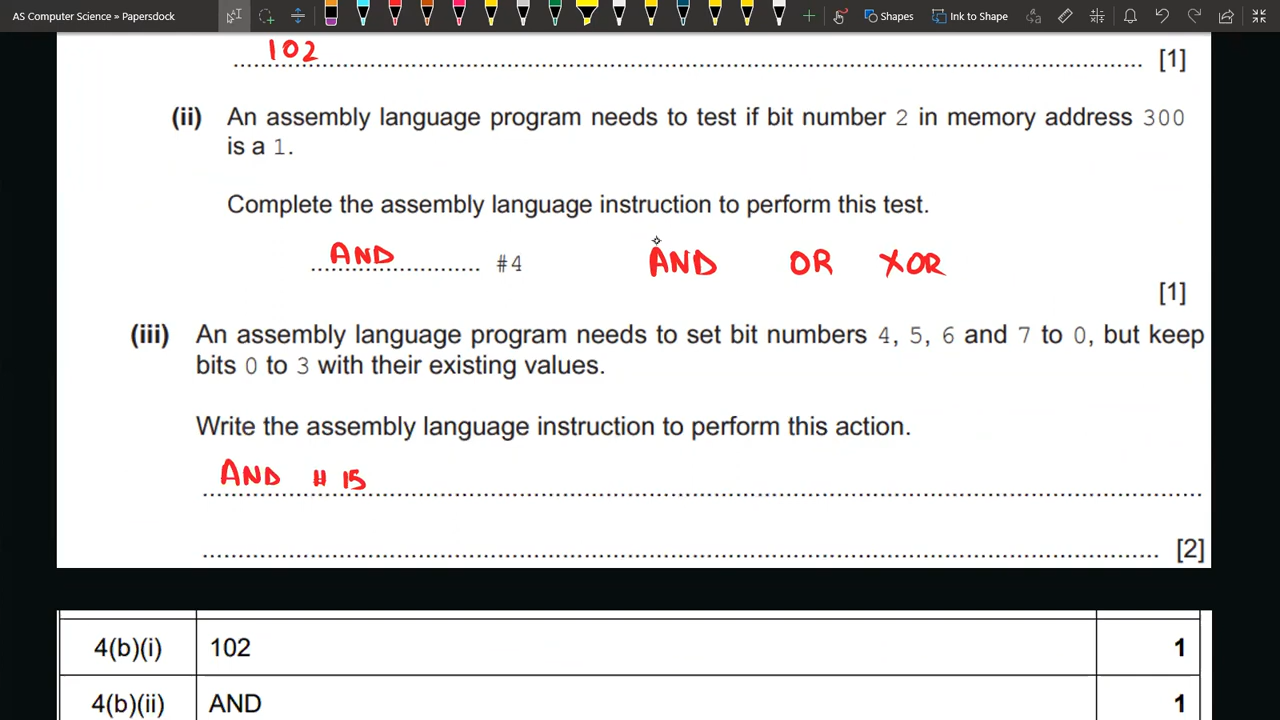 AS Computer Science » Papersdock
Shapes
Ink to Shape
102
[1]
(ii) An assembly language program needs to test if bit number 2 in memory address 300
is a 1.
Complete the assembly language instruction to perform this test.
AND #4 AND OR XOR
[1]
(iii) An assembly language program needs to set bit numbers 4, 5, 6 and 7 to 0, but keep
bits 0 to 3 with their existing values.
Write the assembly language instruction to perform this action.
AND # 15
[2]
4(b)(i) 102 1
4(b)(ii) AND 1